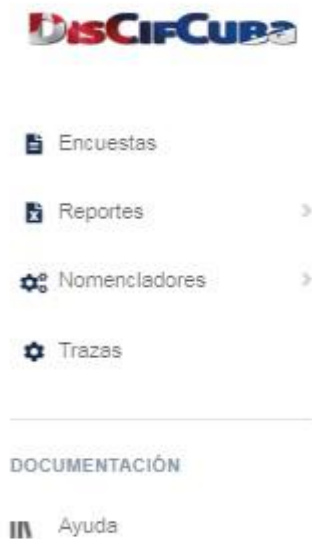 DisCifCuba
Encuestas
Reportes
Nomencladores
Trazas
DOCUMENTACIÓN
Ayuda